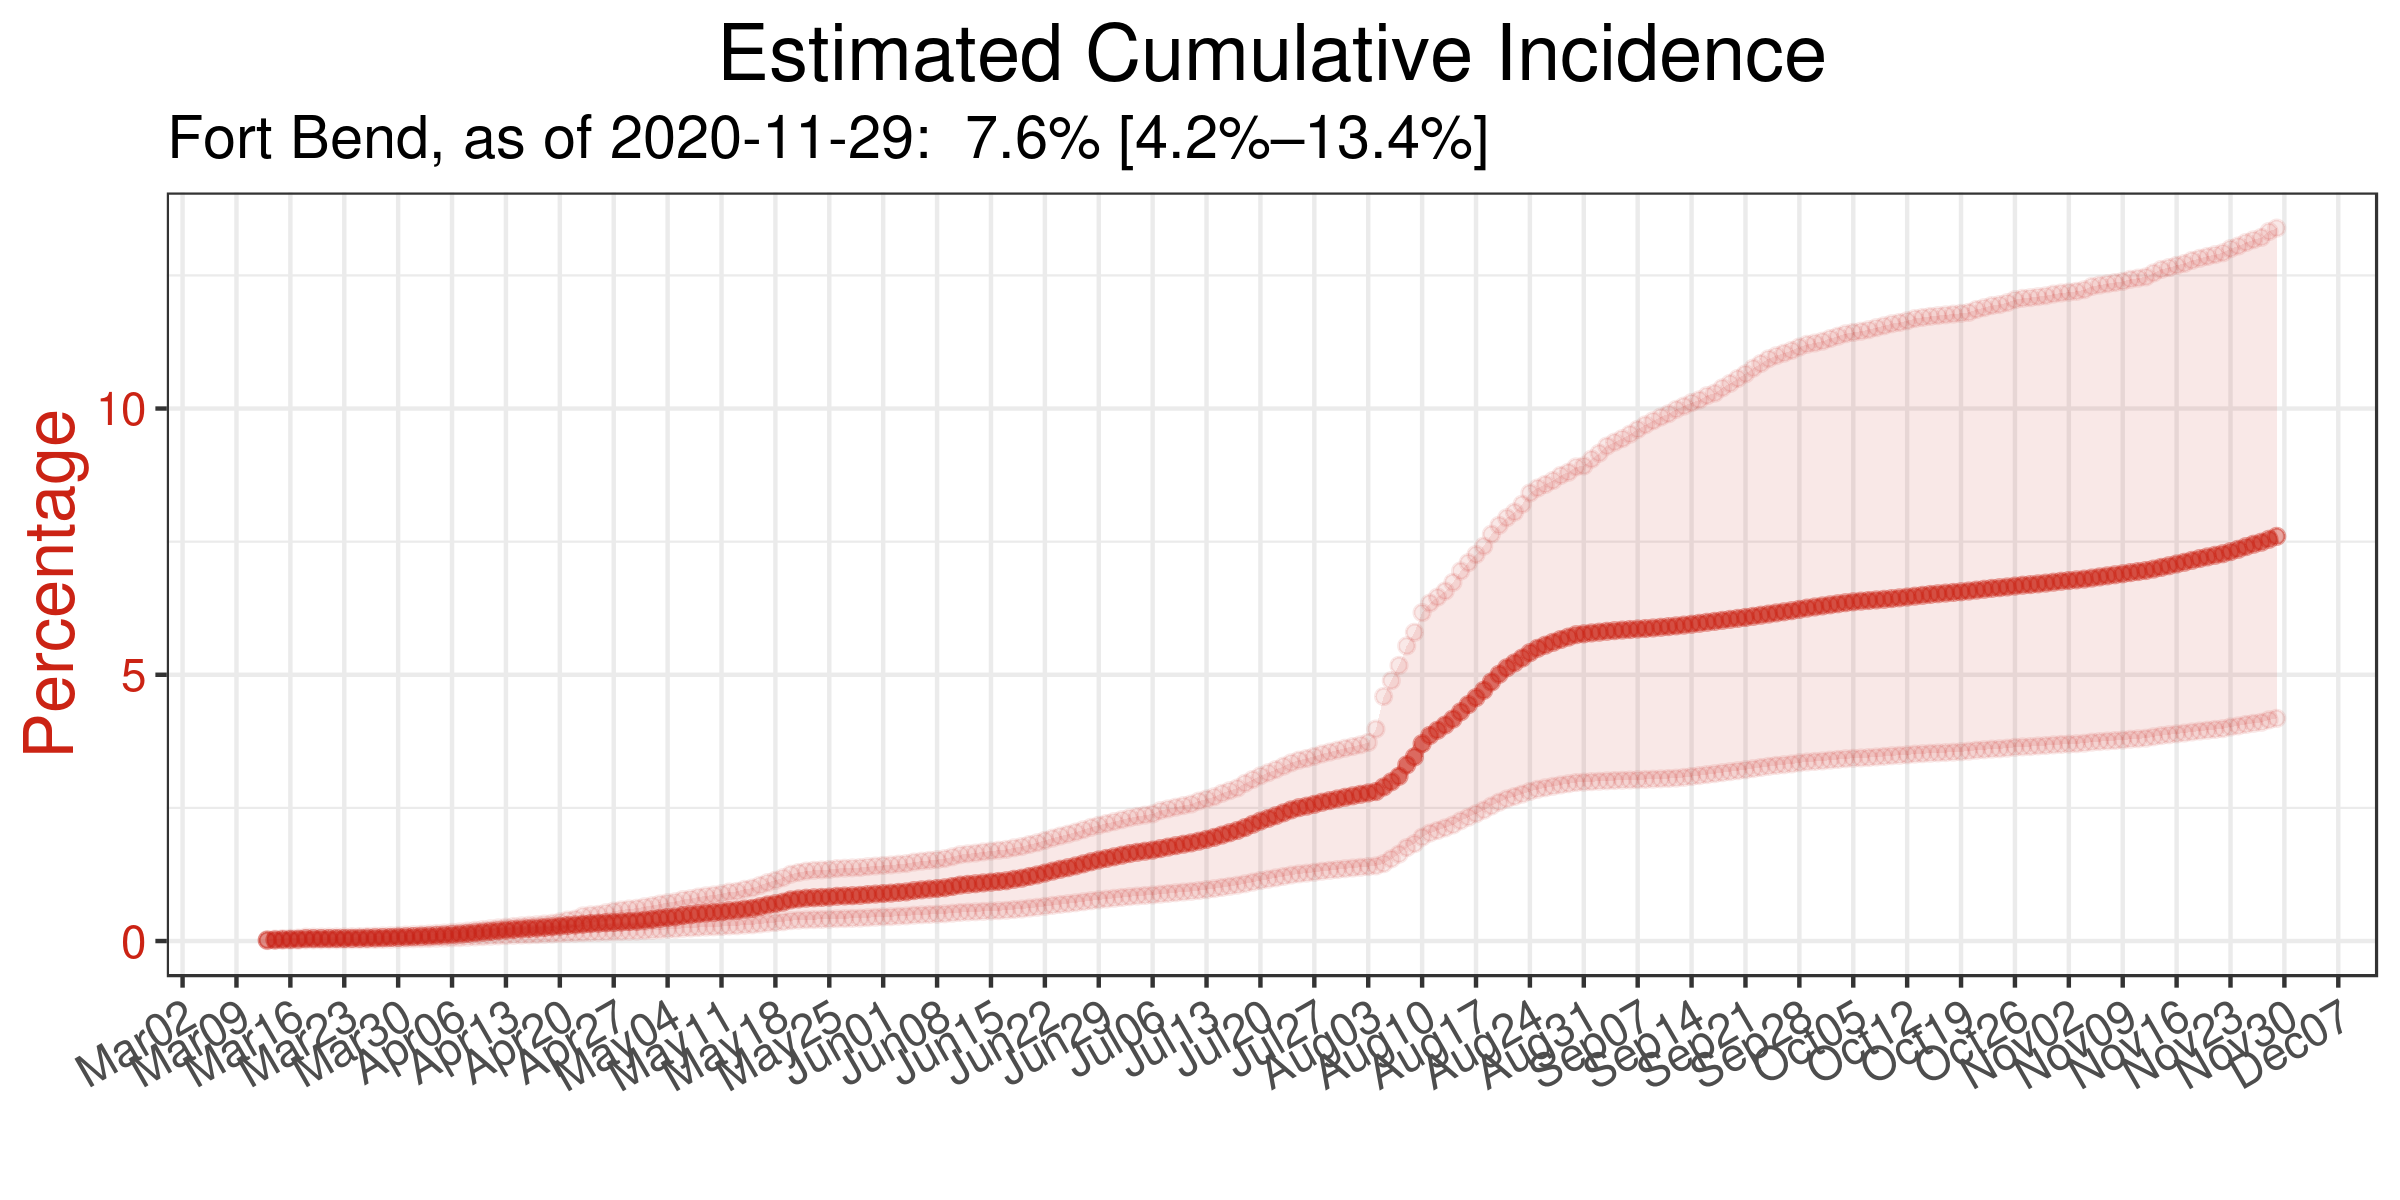 Estimated Cumulative Incidence
Fort Bend, as of 2020-11-29:  7.6% [4.2%–13.4%]
Percentage
10
5
0
Mar02
Mar09
Mar16
Mar23
Mar30
Apr06
Apr13
Apr20
Apr27
May04
May11
May18
May25
Jun01
Jun08
Jun15
Jun22
Jun29
Jul06
Jul13
Jul20
Jul27
Aug03
Aug10
Aug17
Aug24
Aug31
Sep07
Sep14
Sep21
Sep28
Oct05
Oct12
Oct19
Oct26
Nov02
Nov09
Nov16
Nov23
Nov30
Dec07